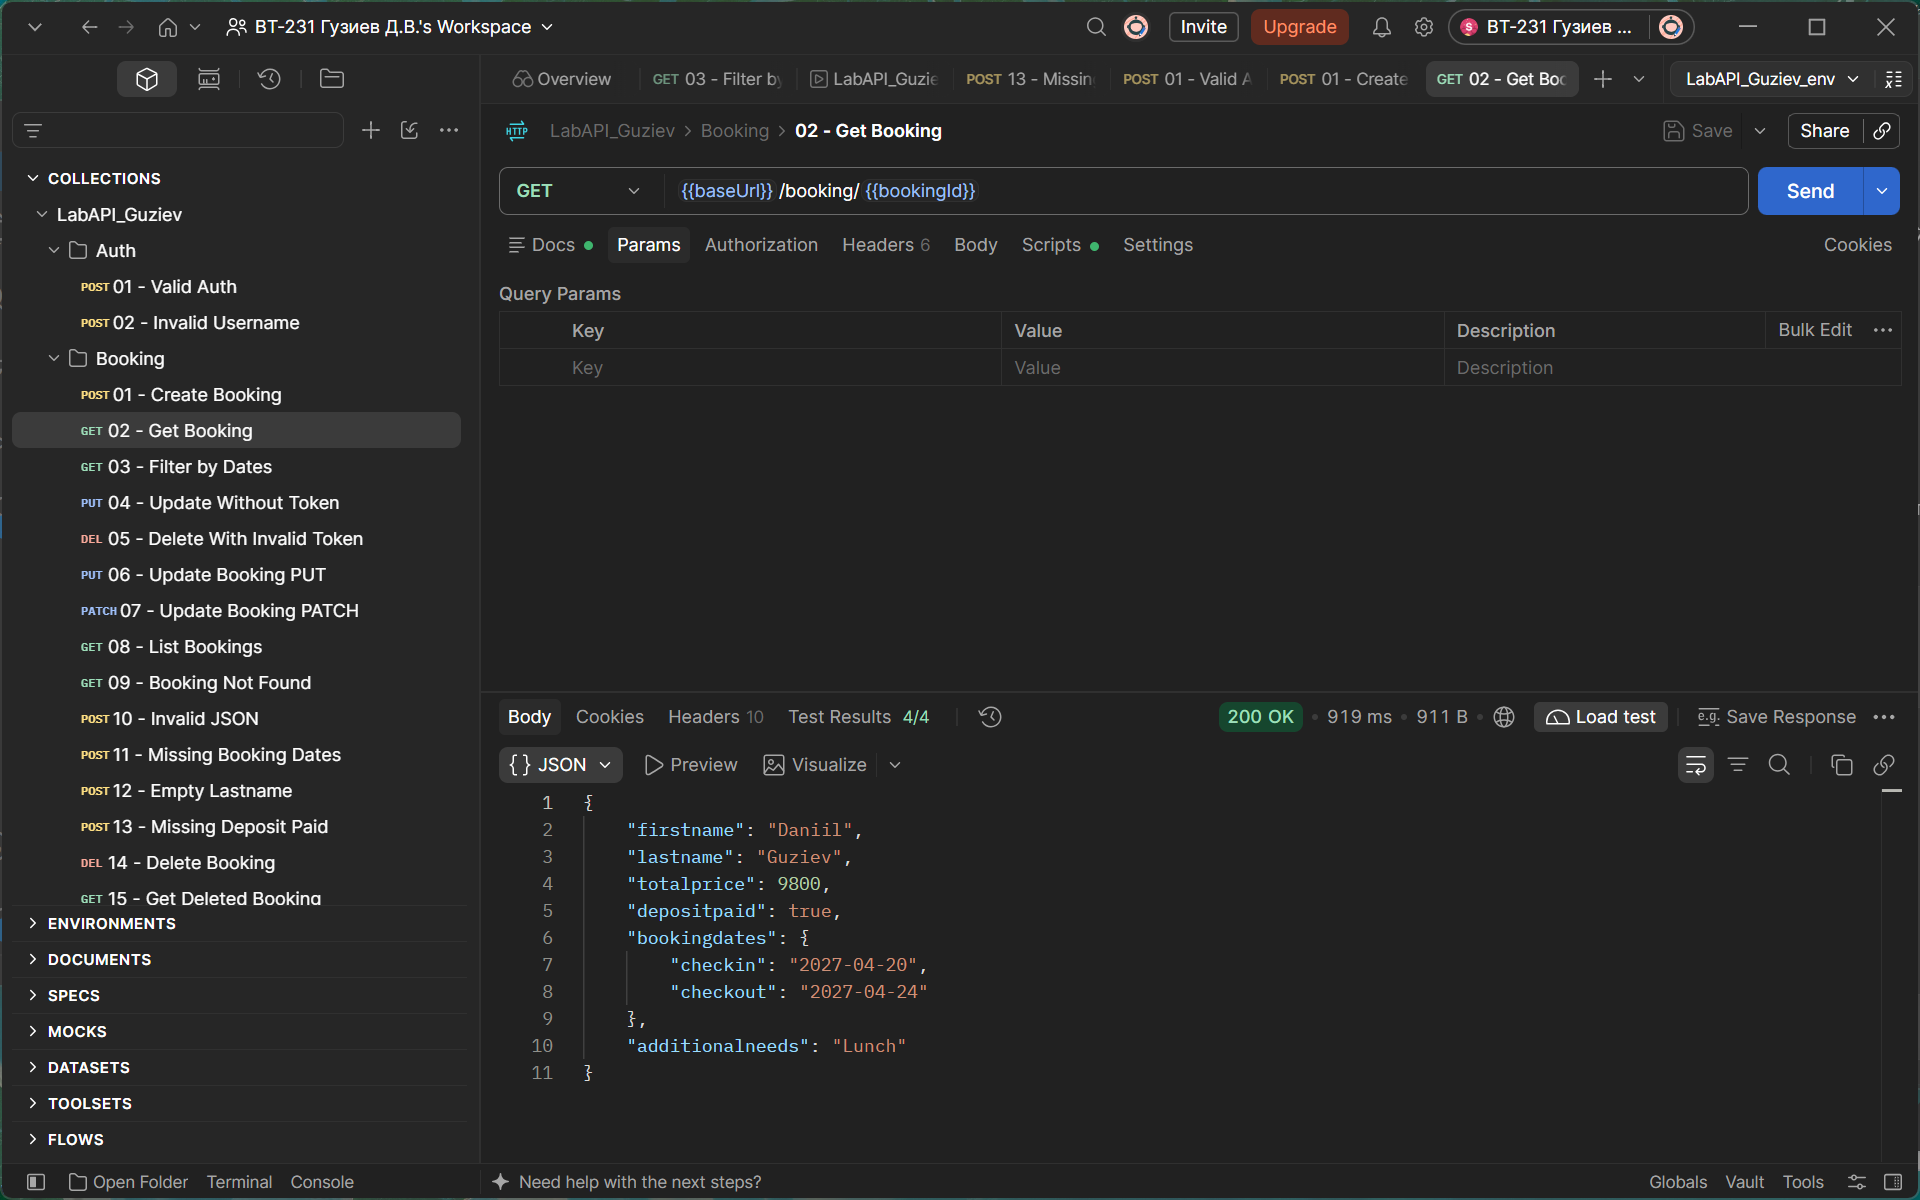 ВТ-231 Гузиев Д.В.'s Workspace
Invite
Upgrade
ВТ-231 Гузиев ...
Overview
GET 03 - Filter by
LabAPI_Guzie
POST 13 - Missin
POST 01 - Valid A
POST 01 - Create
GET 02 - Get Boo
LabAPI_Guziev_env
LabAPI_Guziev > Booking > 02 - Get Booking
Save
Share
COLLECTIONS
LabAPI_Guziev
Auth
POST 01 - Valid Auth
POST 02 - Invalid Username
Booking
POST 01 - Create Booking
GET 02 - Get Booking
GET 03 - Filter by Dates
PUT 04 - Update Without Token
DEL 05 - Delete With Invalid Token
PUT 06 - Update Booking PUT
PATCH 07 - Update Booking PATCH
GET 08 - List Bookings
GET 09 - Booking Not Found
POST 10 - Invalid JSON
POST 11 - Missing Booking Dates
POST 12 - Empty Lastname
POST 13 - Missing Deposit Paid
DEL 14 - Delete Booking
GET 15 - Get Deleted Booking
ENVIRONMENTS
DOCUMENTS
SPECS
MOCKS
DATASETS
TOOLSETS
FLOWS
GET
{{baseUrl}} /booking/ {{bookingId}}
Send
Docs
Params
Authorization
Headers 6
Body
Scripts
Settings
Cookies
Query Params
Key Value Description Bulk Edit
Key Value Description
Body
Cookies
Headers 10
Test Results 4/4
200 OK • 919 ms • 911 B
Load test
e.g. Save Response
{ } JSON
Preview
Visualize
1 {
2 "firstname": "Daniil",
3 "lastname": "Guziev",
4 "totalprice": 9800,
5 "depositpaid": true,
6 "bookingdates": {
7 "checkin": "2027-04-20",
8 "checkout": "2027-04-24"
9 },
10 "additionalneeds": "Lunch"
11 }
Open Folder
Terminal
Console
Need help with the next steps?
Globals
Vault
Tools